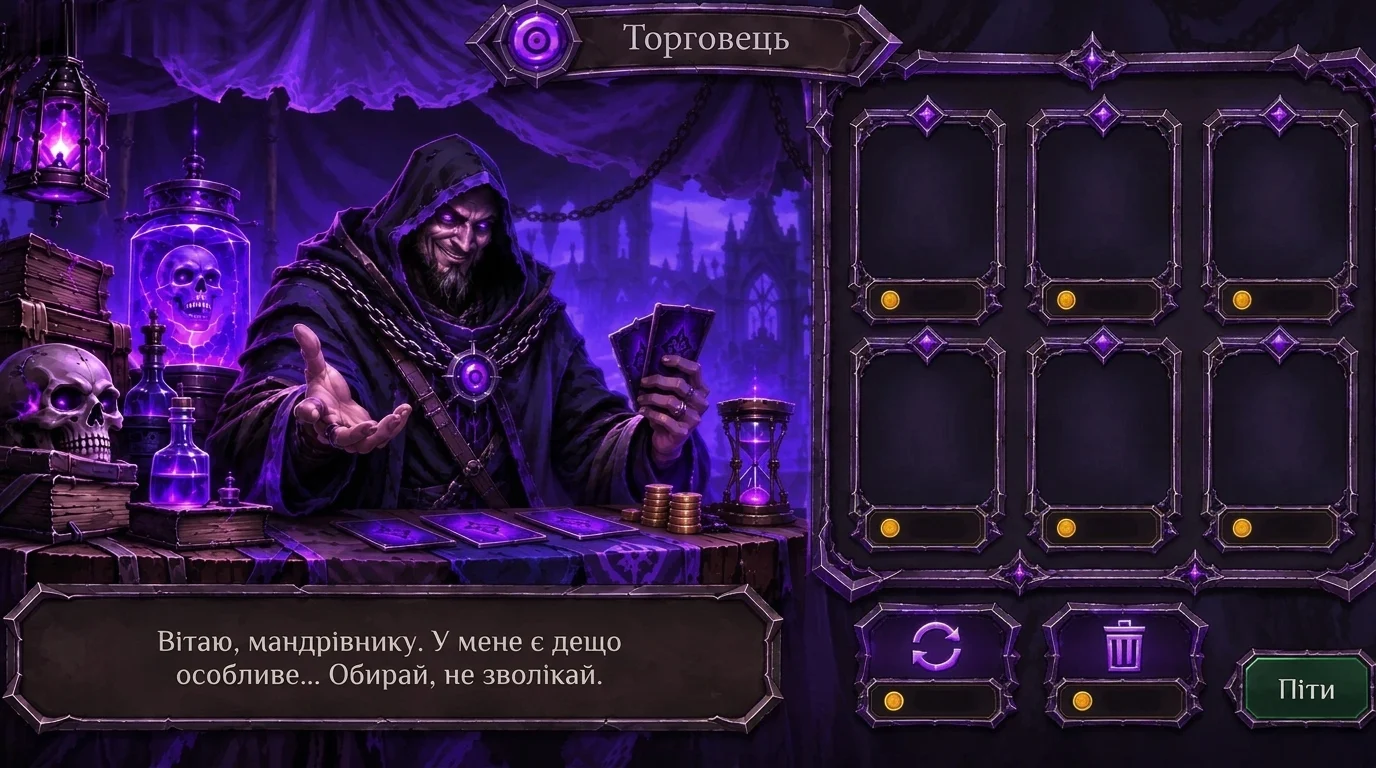 Торговець
Вітаю, мандрівнику. У мене є дещо
особливе... Обирай, не зволікай.
Піти